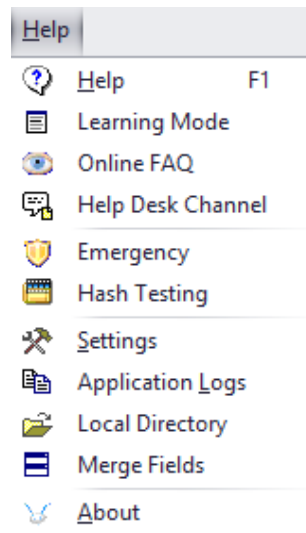 Help
Help F1
Learning Mode
Online FAQ
Help Desk Channel
Emergency
Hash Testing
Settings
Application Logs
Local Directory
Merge Fields
About